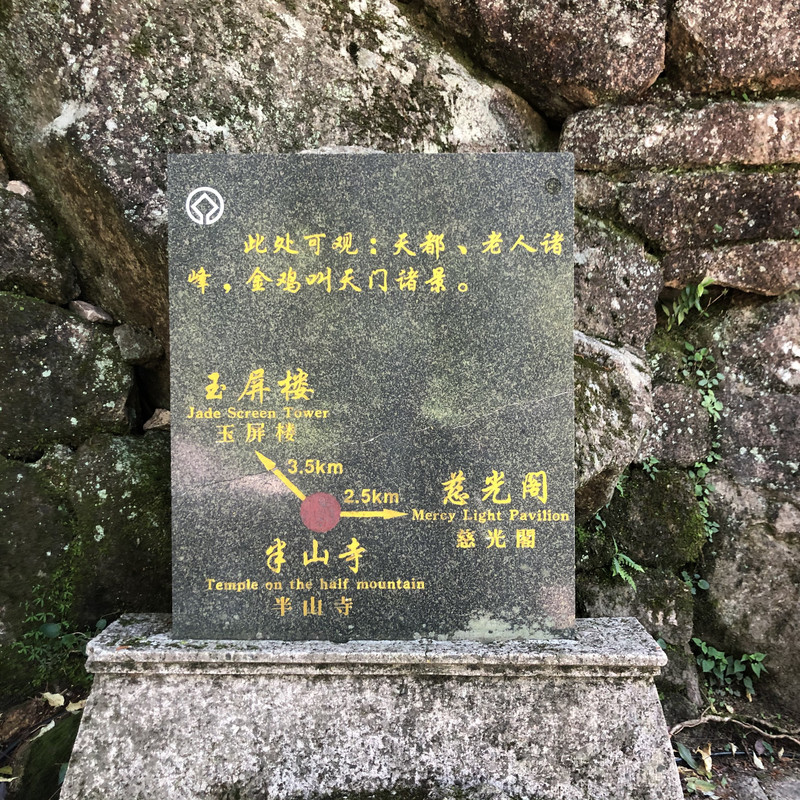 此处可观：天都、老人诸
峰，金鸡叫天门诸景。
玉屏楼
Jade Screen Tower
玉屏楼
3.5km
2.5km
慈光阁
Mercy Light Pavilion
慈光閣
半山寺
Temple on the half mountain
半山寺